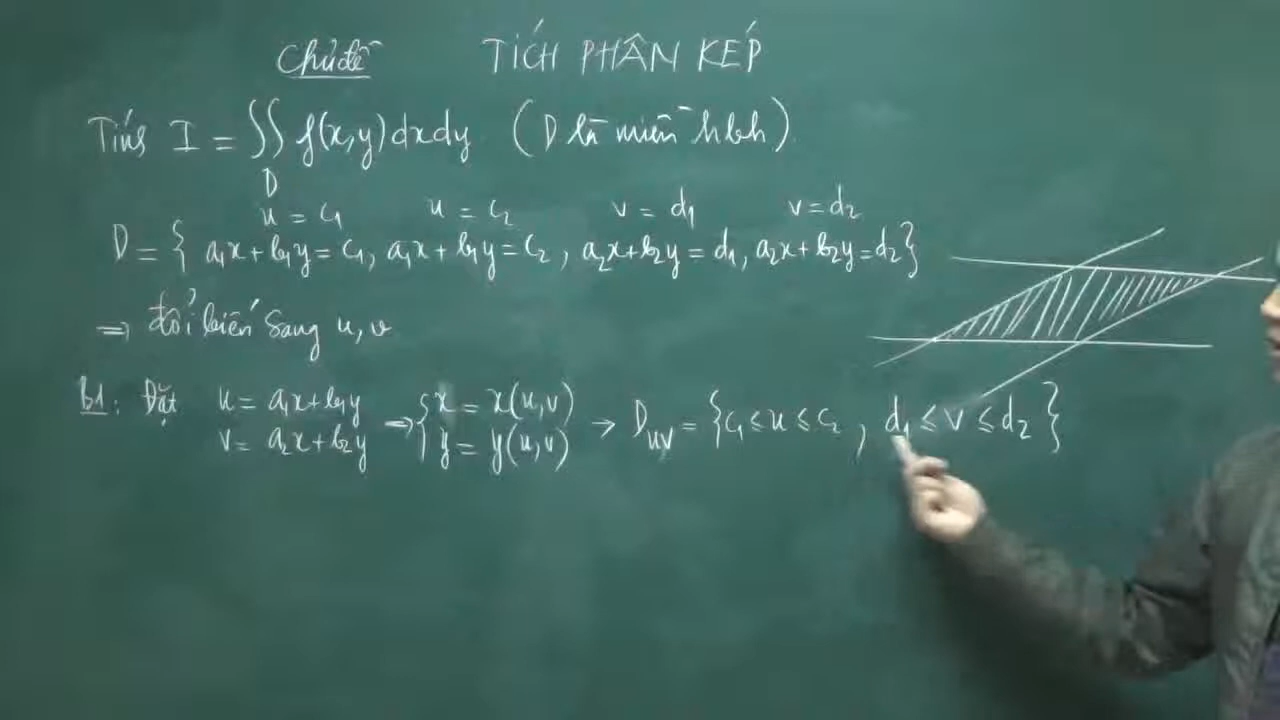 Chủ đề TÍCH PHÂN KÉP
Tính I = ∬ f(x,y)dxdy (D là miền hbh)
D
u = c₁ u = c₂ v = d₁ v = d₂
D = { a₁x + b₁y = c₁, a₁x + b₁y = c₂, a₂x + b₂y = d₁, a₂x + b₂y = d₂ }
⇒ đổi biến sang u, v
b1: Đặt u = a₁x + b₁y ⇒ { x = x(u,v) → Duv = { c₁ ≤ u ≤ c₂, d₁ ≤ v ≤ d₂ }
v = a₂x + b₂y y = y(u,v)